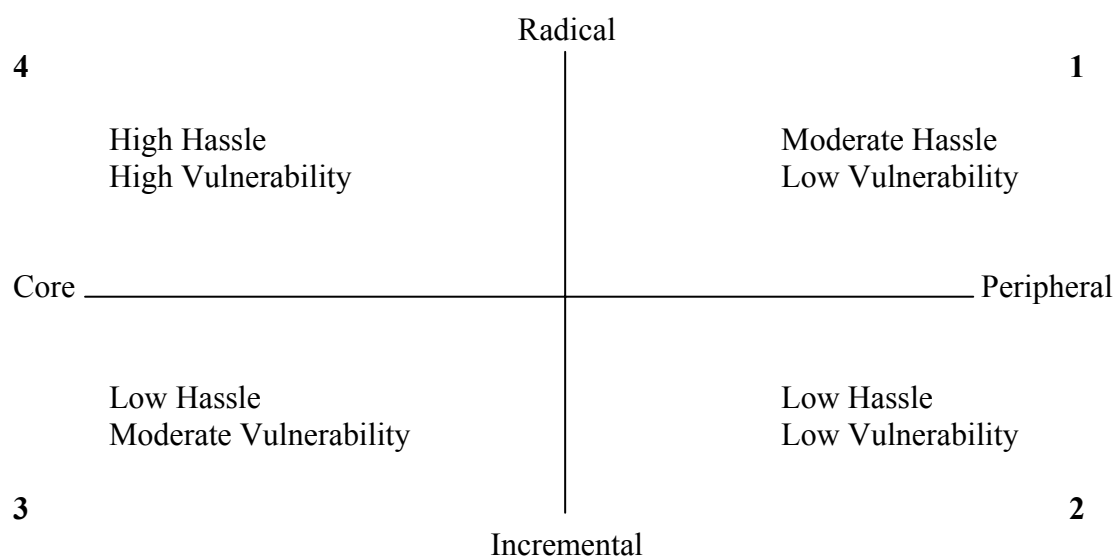 Radical
4
1
High Hassle
High Vulnerability
Moderate Hassle
Low Vulnerability
Core
Peripheral
Low Hassle
Moderate Vulnerability
Low Hassle
Low Vulnerability
3
2
Incremental